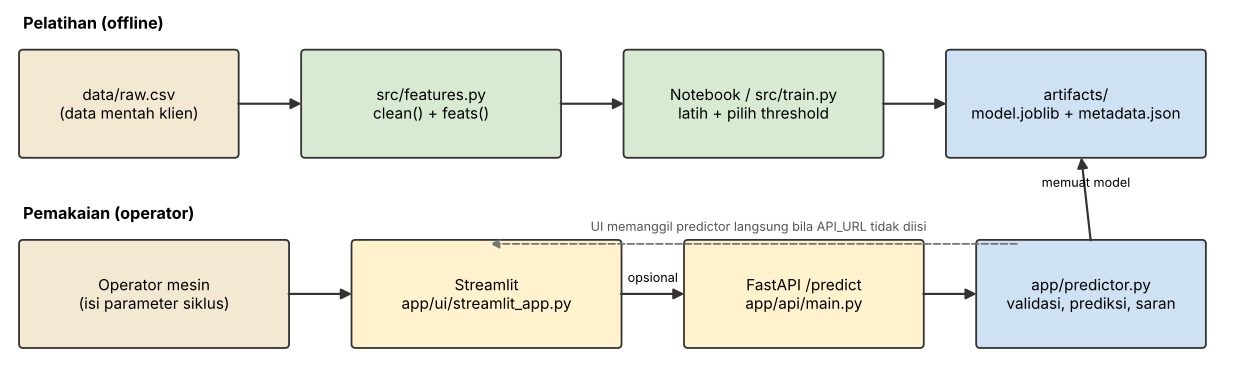 Pelatihan (offline)
data/raw.csv
(data mentah klien)
src/features.py
clean() + feats()
Notebook / src/train.py
latih + pilih threshold
artifacts/
model.joblib + metadata.json
memuat model
Pemakaian (operator)
UI memanggil predictor langsung bila API_URL tidak diisi
Operator mesin
(isi parameter siklus)
Streamlit
app/ui/streamlit_app.py
opsional
FastAPI /predict
app/api/main.py
app/predictor.py
validasi, prediksi, saran